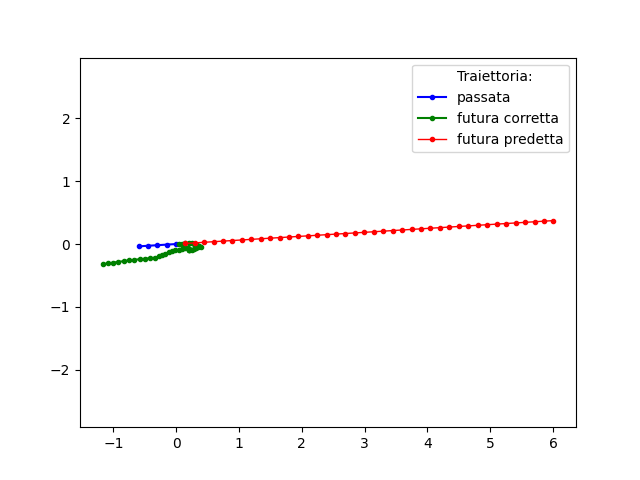 Traiettoria:
passata
futura corretta
futura predetta
2
1
0
−1
−2
−1 0 1 2 3 4 5 6